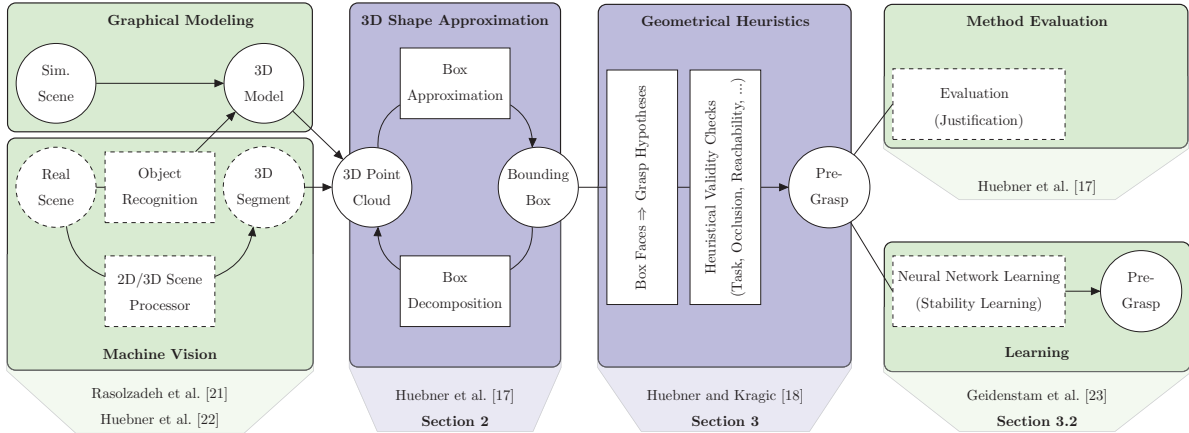 Graphical Modeling
Sim.
Scene
3D
Model
Real
Scene
Object
Recognition
3D
Segment
2D/3D Scene
Processor
Machine Vision
Rasolzadeh et al. [21]
Huebner et al. [22]
3D Shape Approximation
Box
Approximation
3D Point
Cloud
Bounding
Box
Box
Decomposition
Huebner et al. [17]
Section 2
Geometrical Heuristics
Box Faces ⇒ Grasp Hypotheses
Heuristical Validity Checks
(Task, Occlusion, Reachability, ...)
Pre-
Grasp
Huebner and Kragic [18]
Section 3
Method Evaluation
Evaluation
(Justification)
Huebner et al. [17]
Neural Network Learning
(Stability Learning)
Pre-
Grasp
Learning
Geidenstam et al. [23]
Section 3.2